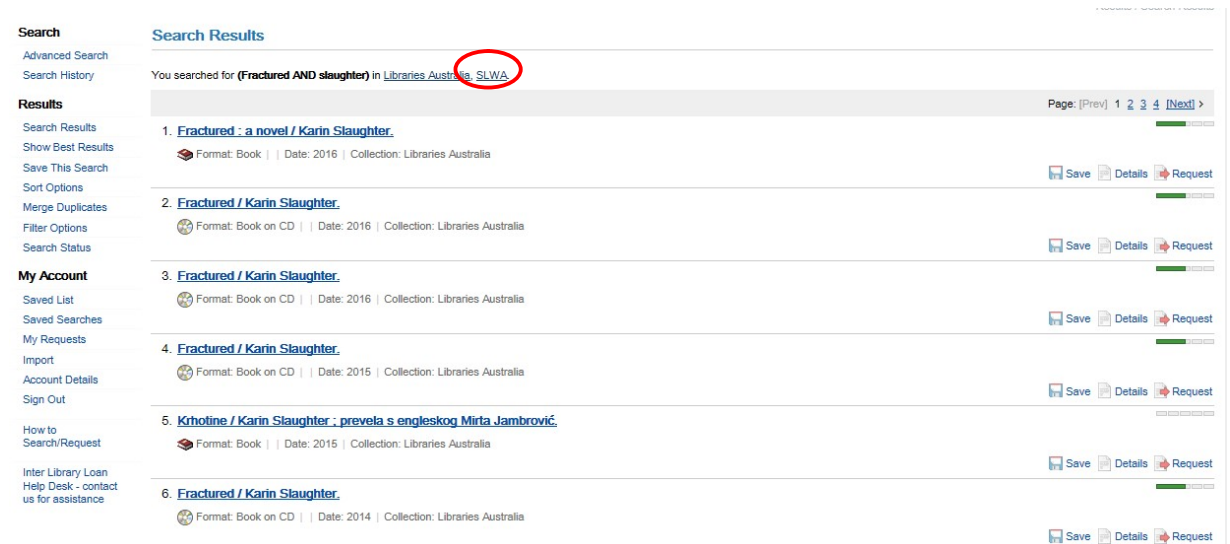 Search
Advanced Search
Search History
Results
Search Results
Show Best Results
Save This Search
Sort Options
Merge Duplicates
Filter Options
Search Status
My Account
Saved List
Saved Searches
My Requests
Import
Account Details
Sign Out
How to
Search/Request
Inter Library Loan
Help Desk - contact
us for assistance
Search Results
You searched for (Fractured AND slaughter) in Libraries Australia, SLWA.
Page: [Prev] 1 2 3 4 [Next] >
1. Fractured : a novel / Karin Slaughter.
Format: Book | | Date: 2016 | Collection: Libraries Australia
Save Details Request
2. Fractured / Karin Slaughter.
Format: Book on CD | | Date: 2016 | Collection: Libraries Australia
Save Details Request
3. Fractured / Karin Slaughter.
Format: Book on CD | | Date: 2016 | Collection: Libraries Australia
Save Details Request
4. Fractured / Karin Slaughter.
Format: Book on CD | | Date: 2015 | Collection: Libraries Australia
Save Details Request
5. Krhotine / Karin Slaughter ; prevela s engleskog Mirta Jambrović.
Format: Book | | Date: 2015 | Collection: Libraries Australia
Save Details Request
6. Fractured / Karin Slaughter.
Format: Book on CD | | Date: 2014 | Collection: Libraries Australia
Save Details Request